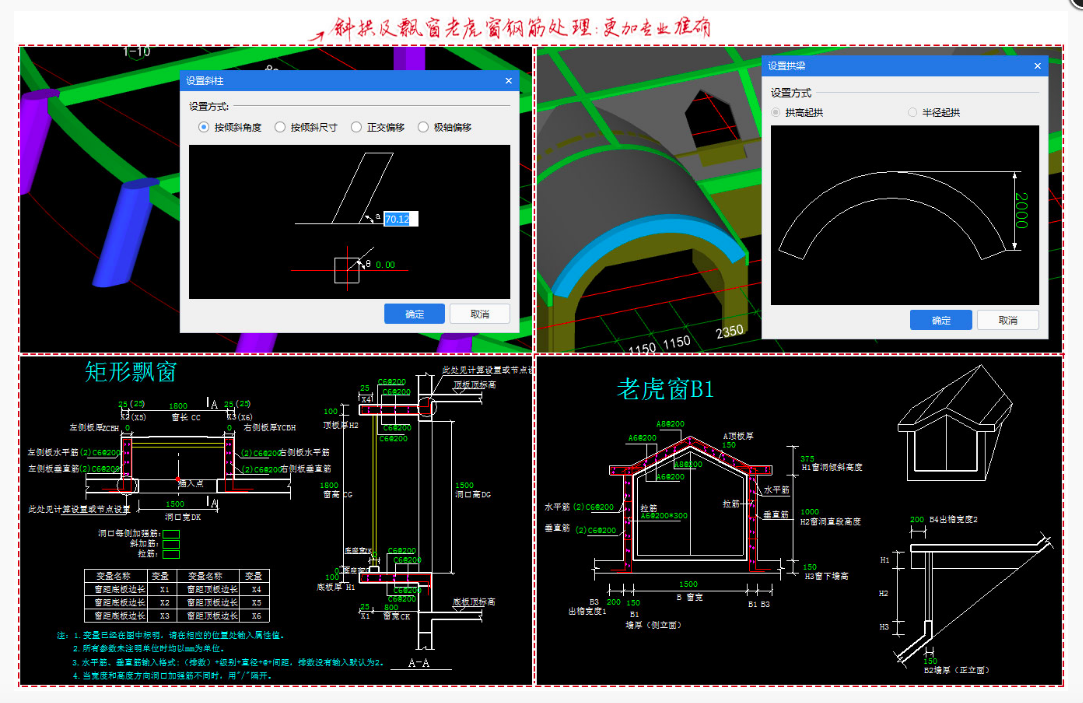 斜拱及飘窗老虎窗钢筋处理:更加专业准确
1-10
设置斜柱
设置方式:
按倾斜角度
按倾斜尺寸
正交偏移
极轴偏移
a 70.12
θ 0.00
确定
取消
设置拱梁
设置方式
拱高起拱
半径起拱
2000
确定
取消
1150
1150
2350
矩形飘窗
25(25)
1800
25(25)
A
X2(X5)
窗长 CC
X3(X6)
左侧板厚ZCBH
0
0
右侧板厚YCBH
左侧板水平筋(2)C6@200
(2)C6@200右侧板水平筋
左侧板垂直筋(2)C6@200
(2)C6@200右侧板垂直筋
插入点
此处见计算设置或节点设置
1500
A
洞口宽DK
洞口每侧加强筋:
斜加筋:
拉筋:
变量名称 变量 变量名称 变量
窗距底板边长 X1 窗距顶板边长 X4
窗距底板边长 X2 窗距顶板边长 X5
窗距底板边长 X3 窗距顶板边长 X6
注: 1.变量已经在图中标明, 请在相应的位置处输入属性值。
2.所有参数未注明单位时均以mm为单位。
3.水平筋、垂直筋输入格式:(排数)+级别+直径+@+间距, 排数没有输入默认为2。
4.当宽度和高度方向洞口加强筋不同时, 用"/"隔开。
此处见计算设置或节点设
C6@200
25
X4
C6@200
顶板顶标高
100
顶板厚H2
C6@200
C6@200
1800
窗高 CG
1500
洞口高DG
C6@200
C6@200
100
底板厚 H1
C6@200
C6@200
25
X1
600
窗宽CK
底板顶标高
A-A
老虎窗B1
A8@200
A6@200
A顶板厚
150
A8@200
A6@200
375
H1窗洞倾斜高度
水平筋 (2)C6@200
拉筋
A6@200*300
拉筋
水平筋
垂直筋 (2)C6@200
垂直筋
1000
H2窗洞直段高度
150
H3窗下墙高
1500
B3 200 150
B 窗宽
B1 B3
出檐宽度1
B1
墙厚(侧立面)
200 B4出檐宽度2
H1
H2
H3
150
B2墙厚(正立面)